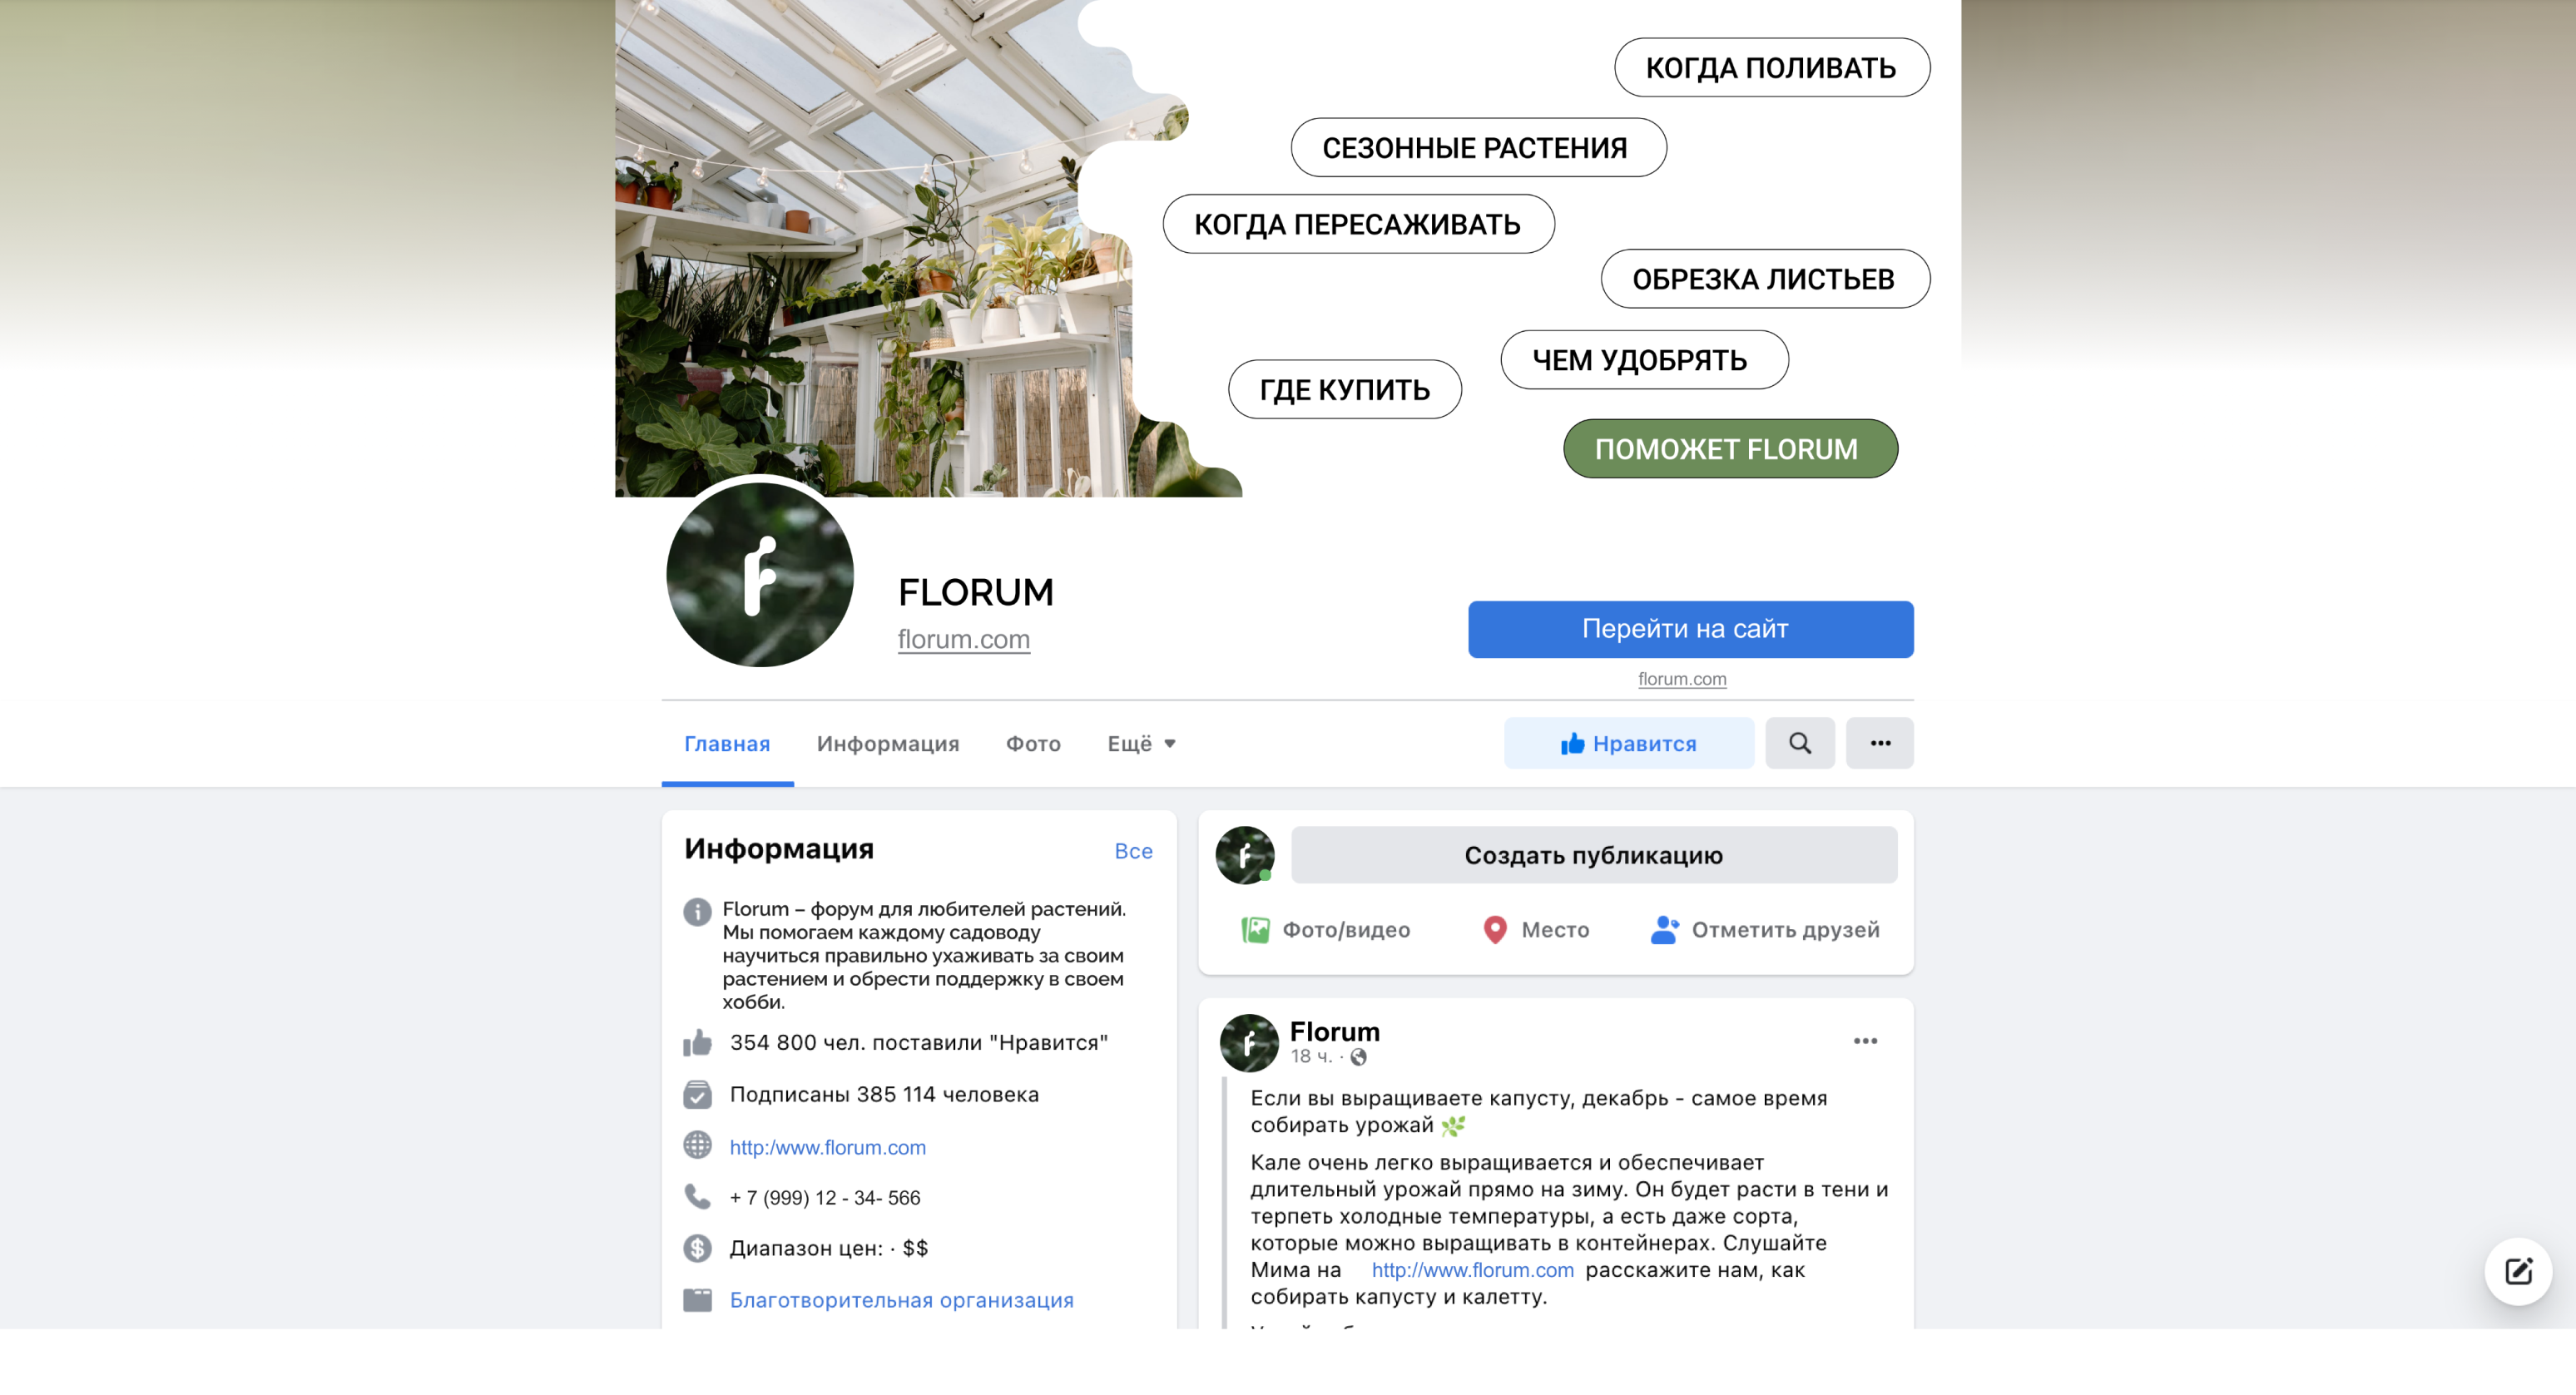 КОГДА ПОЛИВАТЬ
СЕЗОННЫЕ РАСТЕНИЯ
КОГДА ПЕРЕСАЖИВАТЬ
ОБРЕЗКА ЛИСТЬЕВ
ЧЕМ УДОБРЯТЬ
ГДЕ КУПИТЬ
ПОМОЖЕТ FLORUM
FLORUM
florum.com
Перейти на сайт
florum.com
Главная Информация Фото Ещё
Нравится
Информация Все
Florum – форум для любителей растений.
Мы помогаем каждому садоводу
научиться правильно ухаживать за своим
растением и обрести поддержку в своем
хобби.
354 800 чел. поставили "Нравится"
Подписаны 385 114 человека
http:/www.florum.com
+ 7 (999) 12 - 34- 566
Диапазон цен: · $$
Благотворительная организация
Создать публикацию
Фото/видео Место Отметить друзей
Florum
18 ч. ·
Если вы выращиваете капусту, декабрь - самое время
собирать урожай 🌿
Кале очень легко выращивается и обеспечивает
длительный урожай прямо на зиму. Он будет расти в тени и
терпеть холодные температуры, а есть даже сорта,
которые можно выращивать в контейнерах. Слушайте
Мима на http://www.florum.com расскажите нам, как
собирать капусту и калетту.